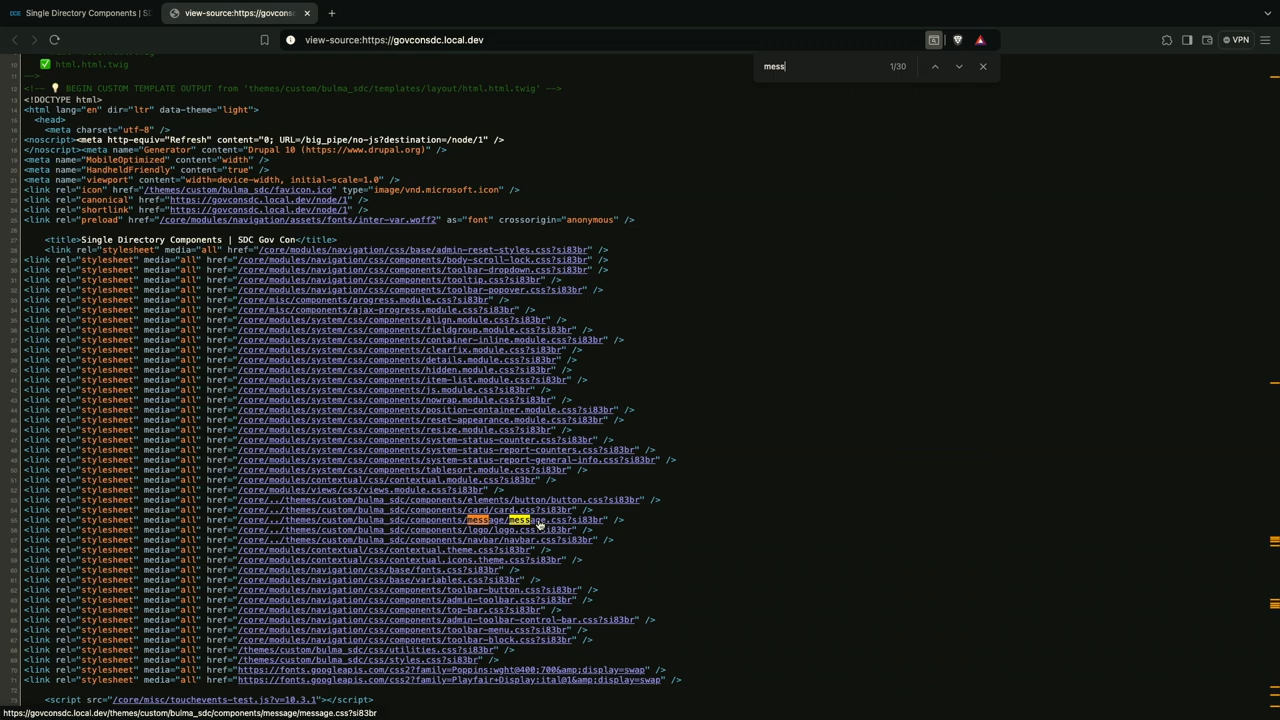 Single Directory Components | S
view-source:https://govconsd
view-source:https://govconsdc.local.dev
VPN
mess
1/30
10
11 ✅ html.html.twig
12 -->
<!-- 💡 BEGIN CUSTOM TEMPLATE OUTPUT from 'themes/custom/bulma_sdc/templates/layout/html.html.twig' -->
<!DOCTYPE html>
<html lang="en" dir="ltr" data-theme="light">
<head>
<meta charset="utf-8" />
<noscript><meta http-equiv="Refresh" content="0; URL=/big_pipe/no-js?destination=/node/1" />
</noscript><meta name="Generator" content="Drupal 10 (https://www.drupal.org)" />
<meta name="MobileOptimized" content="width" />
<meta name="HandheldFriendly" content="true" />
<meta name="viewport" content="width=device-width, initial-scale=1.0" />
<link rel="icon" href="/themes/custom/bulma_sdc/favicon.ico" type="image/vnd.microsoft.icon" />
<link rel="canonical" href="https://govconsdc.local.dev/node/1" />
<link rel="shortlink" href="https://govconsdc.local.dev/node/1" />
<link rel="preload" href="/core/modules/navigation/assets/fonts/inter-var.woff2" as="font" crossorigin="anonymous" />
<title>Single Directory Components | SDC Gov Con</title>
<link rel="stylesheet" media="all" href="/core/modules/navigation/css/base/admin-reset-styles.css?si83br" />
<link rel="stylesheet" media="all" href="/core/modules/navigation/css/components/body-scroll-lock.css?si83br" />
<link rel="stylesheet" media="all" href="/core/modules/navigation/css/components/toolbar-dropdown.css?si83br" />
<link rel="stylesheet" media="all" href="/core/modules/navigation/css/components/tooltip.css?si83br" />
<link rel="stylesheet" media="all" href="/core/modules/navigation/css/components/toolbar-popover.css?si83br" />
<link rel="stylesheet" media="all" href="/core/misc/components/progress.module.css?si83br" />
<link rel="stylesheet" media="all" href="/core/misc/components/ajax-progress.module.css?si83br" />
<link rel="stylesheet" media="all" href="/core/modules/system/css/components/align.module.css?si83br" />
<link rel="stylesheet" media="all" href="/core/modules/system/css/components/fieldgroup.module.css?si83br" />
<link rel="stylesheet" media="all" href="/core/modules/system/css/components/container-inline.module.css?si83br" />
<link rel="stylesheet" media="all" href="/core/modules/system/css/components/clearfix.module.css?si83br" />
<link rel="stylesheet" media="all" href="/core/modules/system/css/components/details.module.css?si83br" />
<link rel="stylesheet" media="all" href="/core/modules/system/css/components/hidden.module.css?si83br" />
<link rel="stylesheet" media="all" href="/core/modules/system/css/components/item-list.module.css?si83br" />
<link rel="stylesheet" media="all" href="/core/modules/system/css/components/js.module.css?si83br" />
<link rel="stylesheet" media="all" href="/core/modules/system/css/components/nowrap.module.css?si83br" />
<link rel="stylesheet" media="all" href="/core/modules/system/css/components/position-container.module.css?si83br" />
<link rel="stylesheet" media="all" href="/core/modules/system/css/components/reset-appearance.module.css?si83br" />
<link rel="stylesheet" media="all" href="/core/modules/system/css/components/resize.module.css?si83br" />
<link rel="stylesheet" media="all" href="/core/modules/system/css/components/system-status-counter.css?si83br" />
<link rel="stylesheet" media="all" href="/core/modules/system/css/components/system-status-report-counters.css?si83br" />
<link rel="stylesheet" media="all" href="/core/modules/system/css/components/system-status-report-general-info.css?si83br" />
<link rel="stylesheet" media="all" href="/core/modules/system/css/components/tablesort.module.css?si83br" />
<link rel="stylesheet" media="all" href="/core/modules/contextual/css/contextual.module.css?si83br" />
<link rel="stylesheet" media="all" href="/core/modules/views/css/views.module.css?si83br" />
<link rel="stylesheet" media="all" href="/core/../themes/custom/bulma_sdc/components/elements/button/button.css?si83br" />
<link rel="stylesheet" media="all" href="/core/../themes/custom/bulma_sdc/components/card/card.css?si83br" />
<link rel="stylesheet" media="all" href="/core/../themes/custom/bulma_sdc/components/message/message.css?si83br" />
<link rel="stylesheet" media="all" href="/core/../themes/custom/bulma_sdc/components/logo/logo.css?si83br" />
<link rel="stylesheet" media="all" href="/core/../themes/custom/bulma_sdc/components/navbar/navbar.css?si83br" />
<link rel="stylesheet" media="all" href="/core/modules/contextual/css/contextual.theme.css?si83br" />
<link rel="stylesheet" media="all" href="/core/modules/contextual/css/contextual.icons.theme.css?si83br" />
<link rel="stylesheet" media="all" href="/core/modules/navigation/css/base/fonts.css?si83br" />
<link rel="stylesheet" media="all" href="/core/modules/navigation/css/base/variables.css?si83br" />
<link rel="stylesheet" media="all" href="/core/modules/navigation/css/components/toolbar-button.css?si83br" />
<link rel="stylesheet" media="all" href="/core/modules/navigation/css/components/admin-toolbar.css?si83br" />
<link rel="stylesheet" media="all" href="/core/modules/navigation/css/components/top-bar.css?si83br" />
<link rel="stylesheet" media="all" href="/core/modules/navigation/css/components/admin-toolbar-control-bar.css?si83br" />
<link rel="stylesheet" media="all" href="/core/modules/navigation/css/components/toolbar-menu.css?si83br" />
<link rel="stylesheet" media="all" href="/core/modules/navigation/css/components/toolbar-block.css?si83br" />
<link rel="stylesheet" media="all" href="/themes/custom/bulma_sdc/css/utilities.css?si83br" />
<link rel="stylesheet" media="all" href="/themes/custom/bulma_sdc/css/styles.css?si83br" />
<link rel="stylesheet" media="all" href="https://fonts.googleapis.com/css2?family=Poppins:wght@400;700&amp;display=swap" />
<link rel="stylesheet" media="all" href="https://fonts.googleapis.com/css2?family=Playfair+Display:ital@1&amp;display=swap" />
<script src="/core/misc/touchevents-test.js?v=10.3.1"></script>
https://govconsdc.local.dev/themes/custom/bulma_sdc/components/message/message.css?si83br